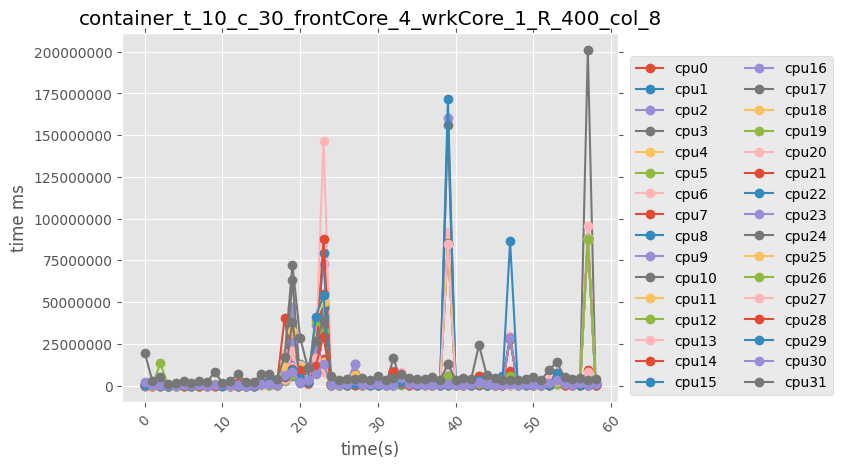 container_t_10_c_30_frontCore_4_wrkCore_1_R_400_col_8
time ms
200000000
175000000
150000000
125000000
100000000
75000000
50000000
25000000
0
0 10 20 30 40 50 60
time(s)
cpu0 cpu16
cpu1 cpu17
cpu2 cpu18
cpu3 cpu19
cpu4 cpu20
cpu5 cpu21
cpu6 cpu22
cpu7 cpu23
cpu8 cpu24
cpu9 cpu25
cpu10 cpu26
cpu11 cpu27
cpu12 cpu28
cpu13 cpu29
cpu14 cpu30
cpu15 cpu31